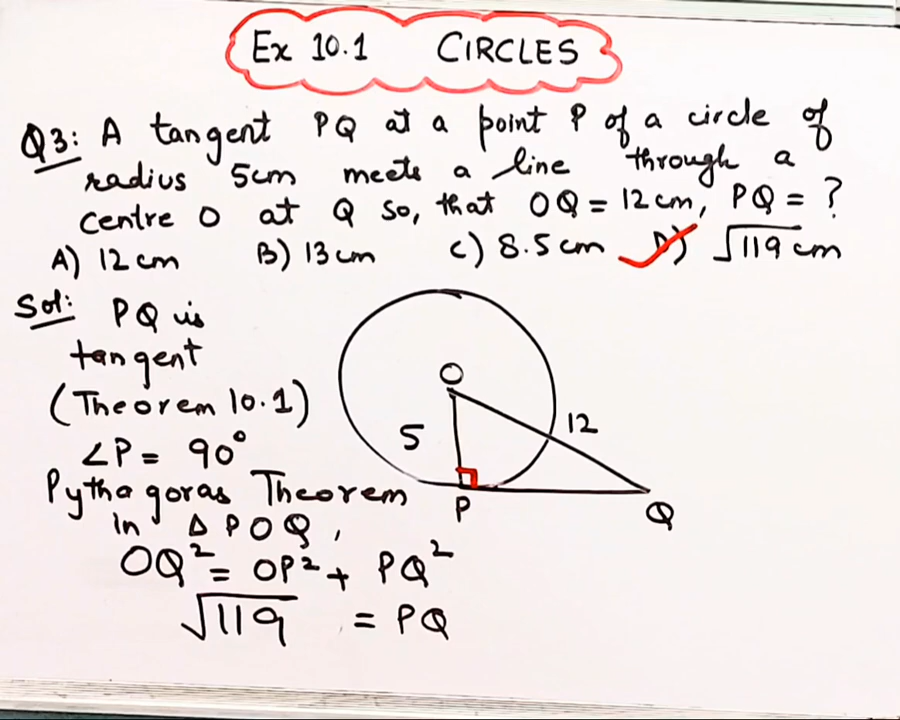 Ex 10.1 CIRCLES
Q3: A tangent PQ at a point P of a circle of
radius 5cm meets a line through a
centre O at Q so, that OQ = 12 cm, PQ = ?
A) 12 cm B) 13 cm C) 8.5 cm D) √119 cm
Sol: PQ is
tangent
(Theorem 10.1)
∠P = 90°
Pythagoras Theorem
In Δ POQ,
OQ² = OP² + PQ²
√119 = PQ
O
5
12
P
Q